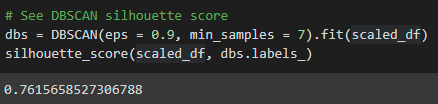 # See DBSCAN silhouette score
dbs = DBSCAN(eps = 0.9, min_samples = 7).fit(scaled_df)
silhouette_score(scaled_df, dbs.labels_)
0.7615658527306788